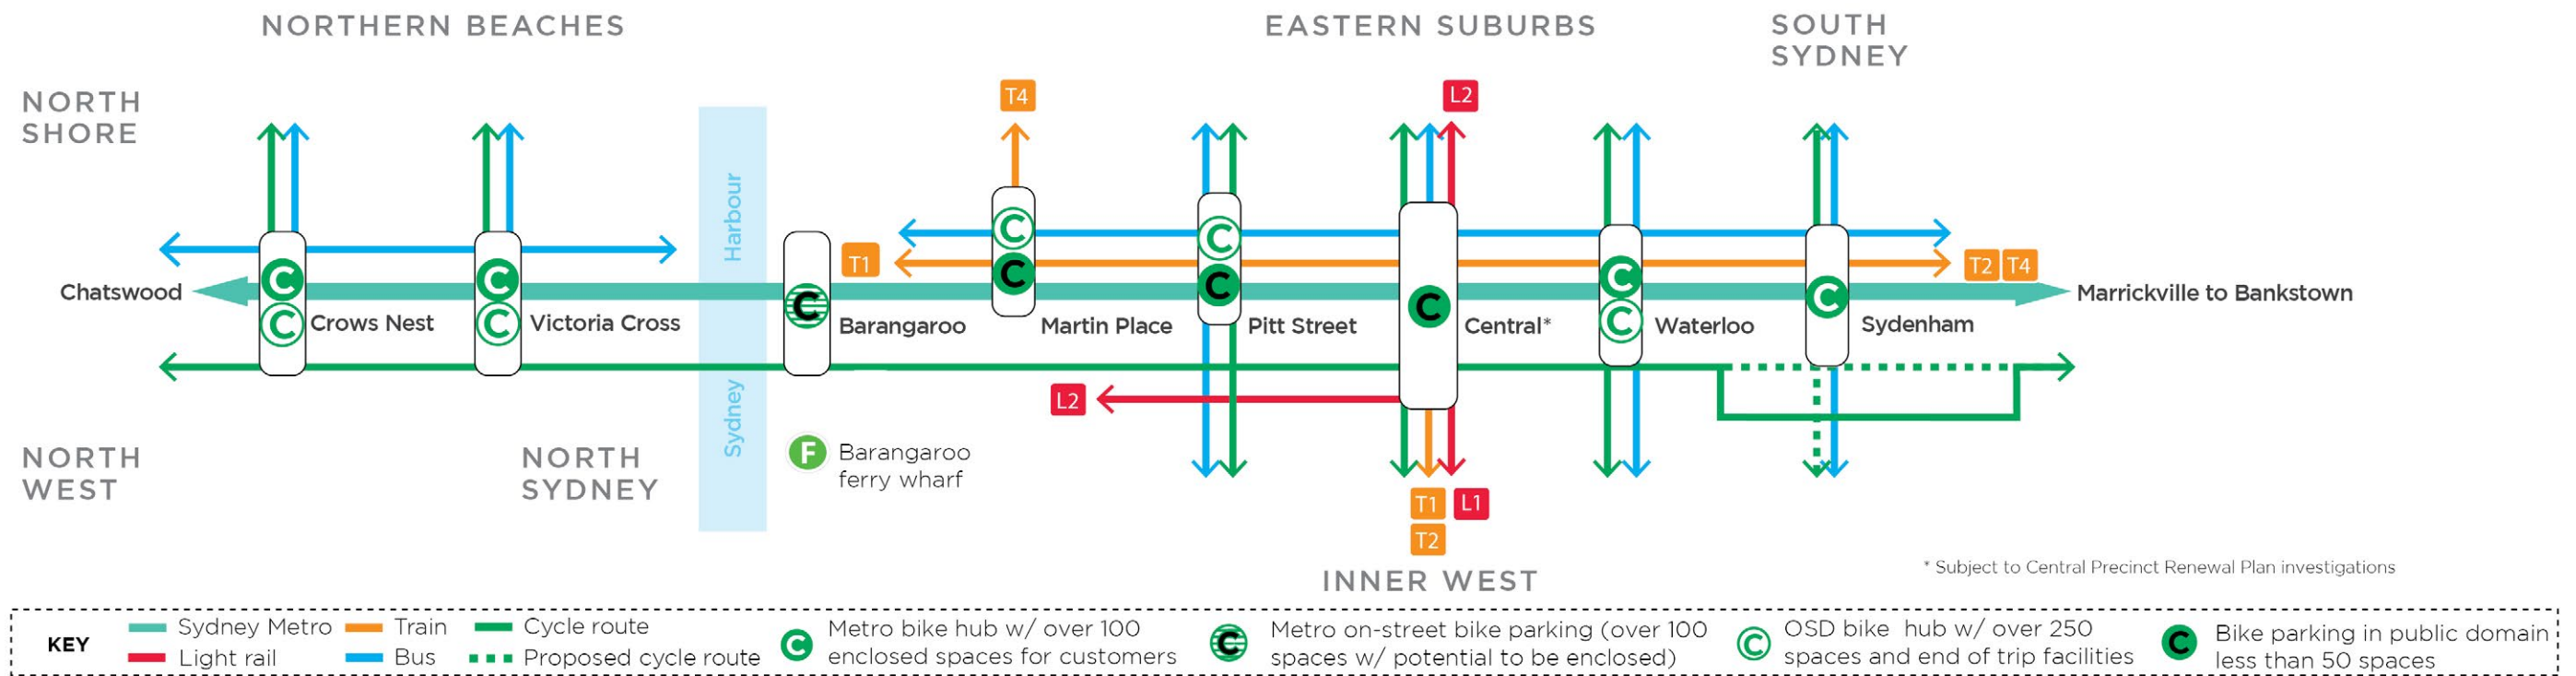 NORTHERN BEACHES
EASTERN SUBURBS
SOUTH
SYDNEY
NORTH
SHORE
T4
L2
Harbour
Sydney
T1
T2 T4
Chatswood
C
C
Crows Nest
C
C
Victoria Cross
C
Barangaroo
C
C
Martin Place
C
C
Pitt Street
C
Central*
C
C
Waterloo
C
Sydenham
Marrickville to Bankstown
L2
NORTH
WEST
NORTH
SYDNEY
F
Barangaroo
ferry wharf
T1 L1
T2
INNER WEST
* Subject to Central Precinct Renewal Plan investigations
KEY
Sydney Metro
Light rail
Train
Bus
Cycle route
Proposed cycle route
C
Metro bike hub w/ over 100
enclosed spaces for customers
C
Metro on-street bike parking (over 100
spaces w/ potential to be enclosed)
C
OSD bike hub w/ over 250
spaces and end of trip facilities
C
Bike parking in public domain
less than 50 spaces